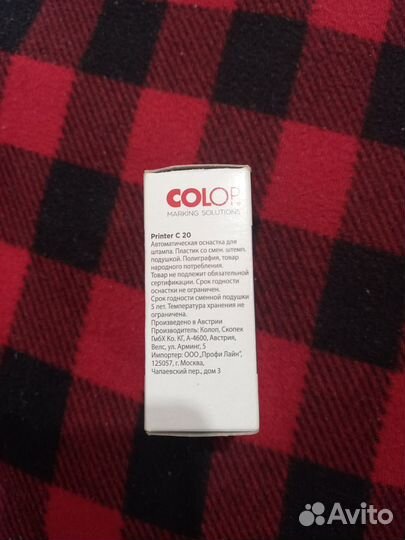 COLOP
MARKING SOLUTIONS
Printer C 20
Автоматическая оснастка для
штампа. Пластик со смен. штемп.
подушкой. Полиграфия, товар
народного потребления.
Товар не подлежит обязательной
сертификации. Срок годности
оснастки не ограничен.
Срок годности сменной подушки
5 лет. Температура хранения не
ограничена.
Произведено в Австрии
Производитель: Колоп, Скопек
ГмбХ Ко. КГ, А-4600, Австрия,
Велс, ул. Арминг, 5
Импортер: ООО „Профи Лайн“,
125057, г. Москва,
Чапаевский пер., дом 3
Avito